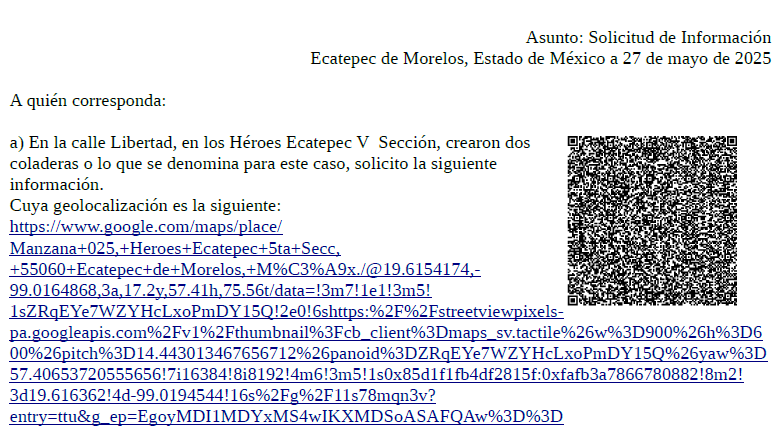 Asunto: Solicitud de Información
Ecatepec de Morelos, Estado de México a 27 de mayo de 2025
A quién corresponda:
a) En la calle Libertad, en los Héroes Ecatepec V  Sección, crearon dos
coladeras o lo que se denomina para este caso, solicito la siguiente
información.
Cuya geolocalización es la siguiente:
https://www.google.com/maps/place/
Manzana+025,+Heroes+Ecatepec+5ta+Secc,
+55060+Ecatepec+de+Morelos,+M%C3%A9x./@19.6154174,-
99.0164868,3a,17.2y,57.41h,75.56t/data=!3m7!1e1!3m5!
1sZRqEYe7WZYHcLxoPmDY15Q!2e0!6shttps:%2F%2Fstreetviewpixels-
pa.googleapis.com%2Fv1%2Fthumbnail%3Fcb_client%3Dmaps_sv.tactile%26w%3D900%26h%3D6
00%26pitch%3D14.443013467656712%26panoid%3DZRqEYe7WZYHcLxoPmDY15Q%26yaw%3D
57.40653720555656!7i16384!8i8192!4m6!3m5!1s0x85d1f1fb4df2815f:0xfafb3a7866780882!8m2!
3d19.616362!4d-99.0194544!16s%2Fg%2F11s78mqn3v?
entry=ttu&g_ep=EgoyMDI1MDYxMS4wIKXMDSoASAFQAw%3D%3D